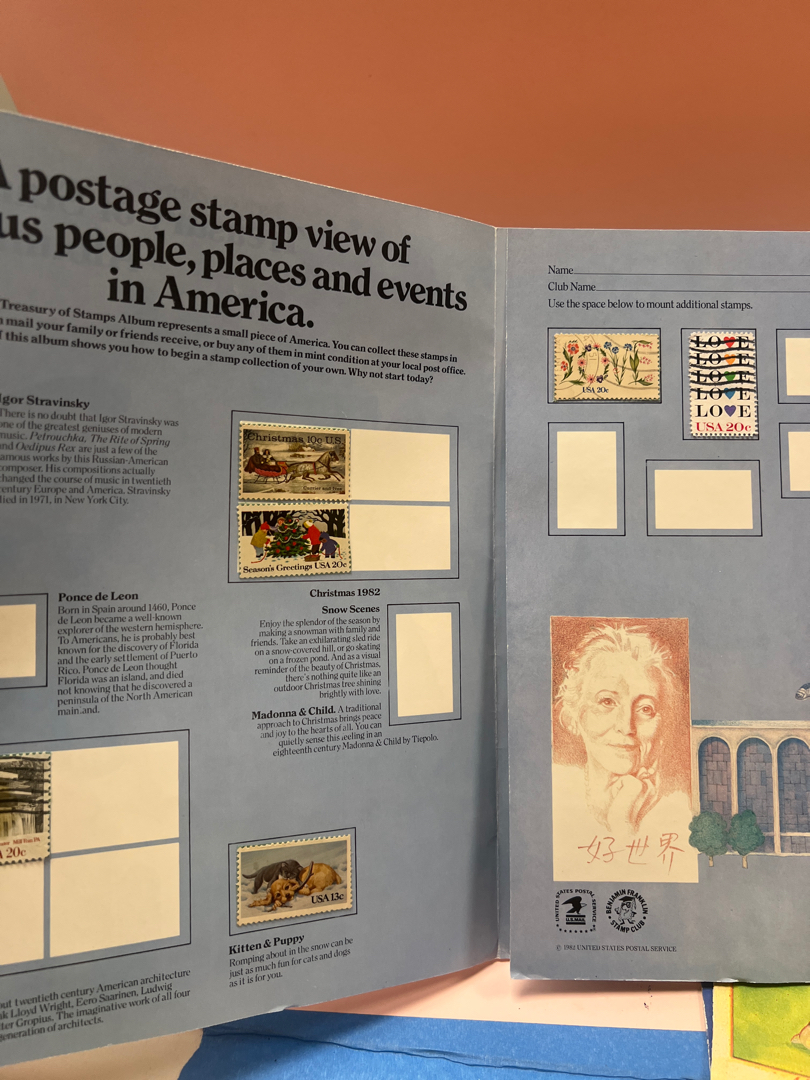 A postage stamp view of
us people, places and events
in America.
Treasury of Stamps Album represents a small piece of America. You can collect these stamps in
mail your family or friends receive, or buy any of them in mint condition at your local post office.
this album shows you how to begin a stamp collection of your own. Why not start today?
Igor Stravinsky
There is no doubt that Igor Stravinsky was
one of the greatest geniuses of modern
music. Petrouchka, The Rite of Spring
and Oedipus Rex are just a few of the
famous works by this Russian-American
composer. His compositions actually
changed the course of music in twentieth
century Europe and America. Stravinsky
died in 1971, in New York City.
Ponce de Leon
Born in Spain around 1460, Ponce
de Leon became a well-known
explorer of the western hemisphere.
To Americans, he is probably best
known for the discovery of Florida
and the early settlement of Puerto
Rico. Ponce de Leon thought
Florida was an island, and died
not knowing that he discovered a
peninsula of the North American
mainland.
Mill Run, PA
A 20c
out twentieth century American architecture
Lloyd Wright, Eero Saarinen, Ludwig
ter Gropius. The imaginative work of all four
generation of architects.
Christmas 10c U.S.
Currier and Ives
Season's Greetings USA 20c
Christmas 1982
Snow Scenes
Enjoy the splendor of the season by
making a snowman with family and
friends. Take an exhilarating sled ride
on a snow-covered hill, or go skating
on a frozen pond. And as a visual
reminder of the beauty of Christmas,
there's nothing quite like an
outdoor Christmas tree shining
brightly with love.
Madonna & Child. A traditional
approach to Christmas brings peace
and joy to the hearts of all. You can
quietly sense this feeling in an
eighteenth century Madonna & Child by Tiepolo.
USA 13c
Kitten & Puppy
Romping about in the snow can be
just as much fun for cats and dogs
as it is for you.
Name
Club Name
Use the space below to mount additional stamps.
LOVE
USA 20c
LOVE
LOVE
LOVE
LOVE
LOVE
USA 20c
好世界
UNITED STATES POSTAL SERVICE
U.S.MAIL
BENJAMIN FRANKLIN
STAMP CLUB
© 1982 UNITED STATES POSTAL SERVICE